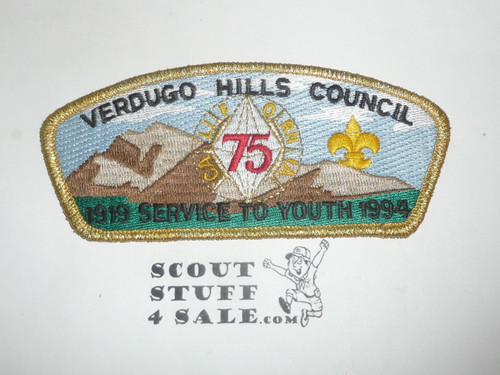 VERDUGO HILLS COUNCIL
CALIFORNIA
75
1919 SERVICE TO YOUTH 1994
SCOUT
STUFF
4 SALE.com